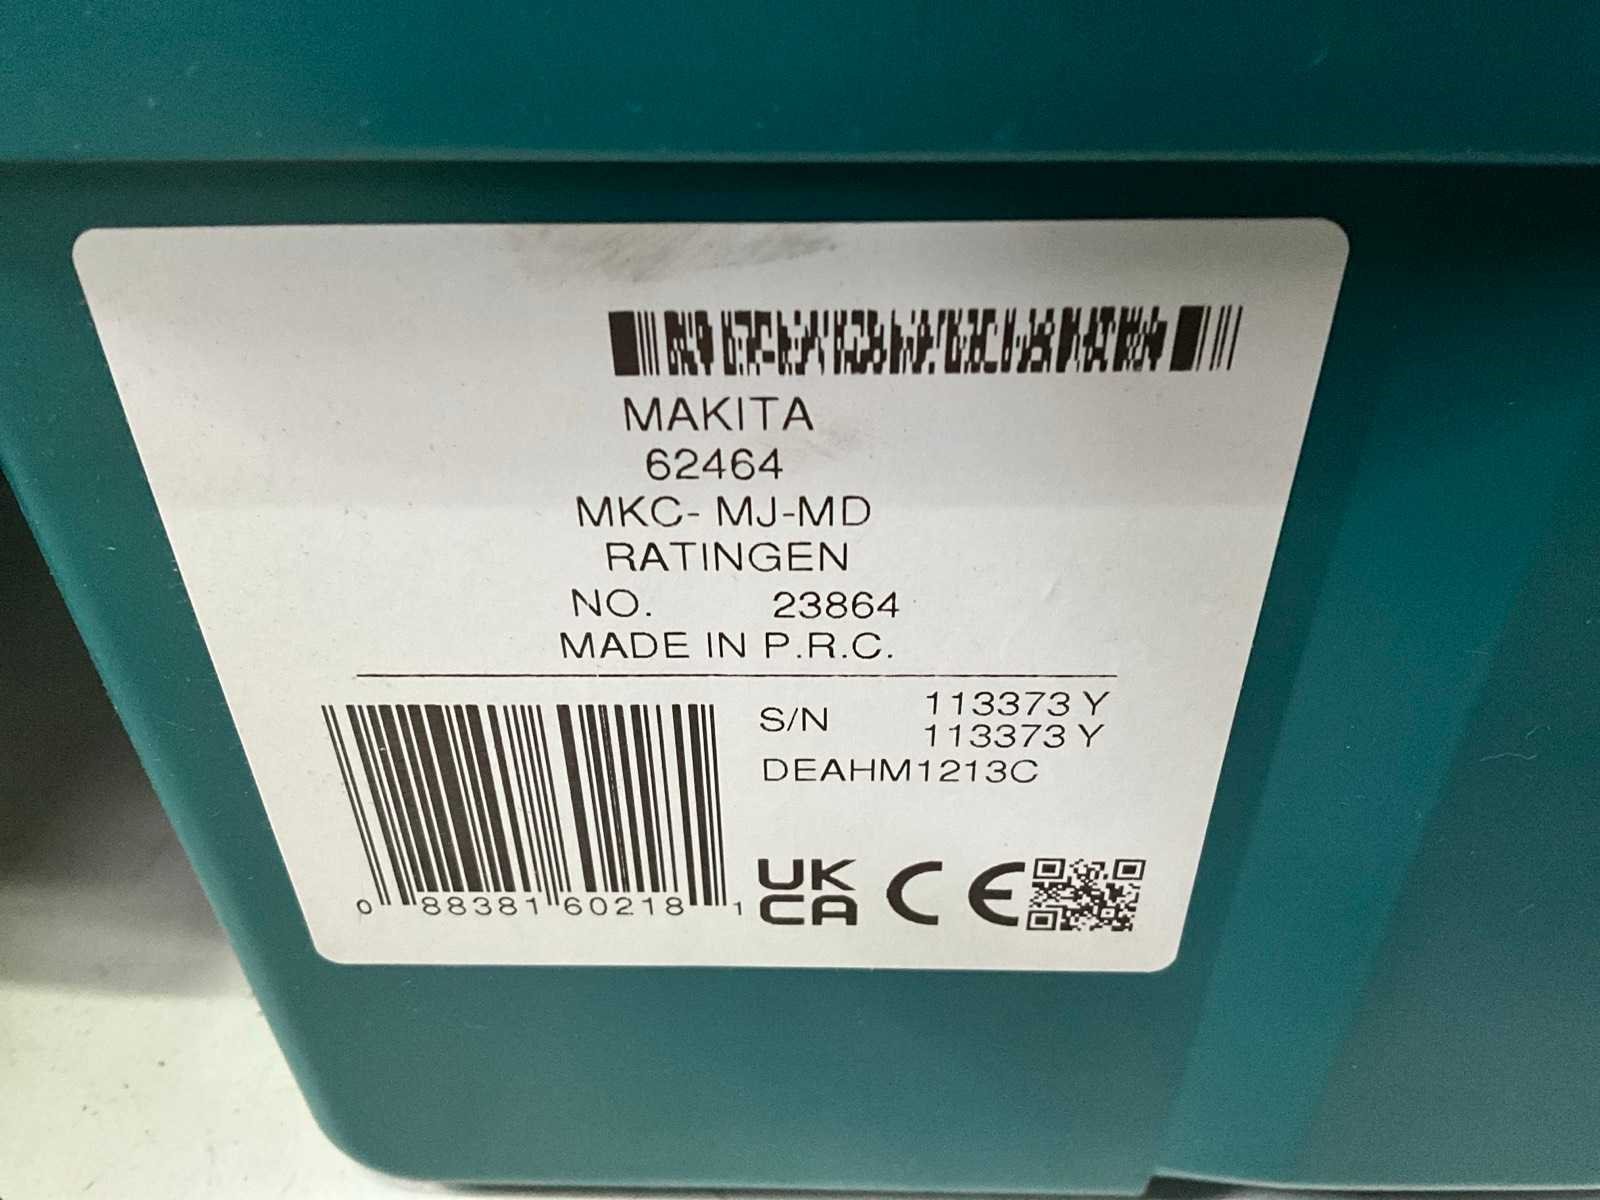 MAKITA
62464
MKC- MJ-MD
RATINGEN
NO. 23864
MADE IN P.R.C.
S/N 113373 Y
113373 Y
DEAHM1213C
0 88381 60218 1
UK
CA
CE